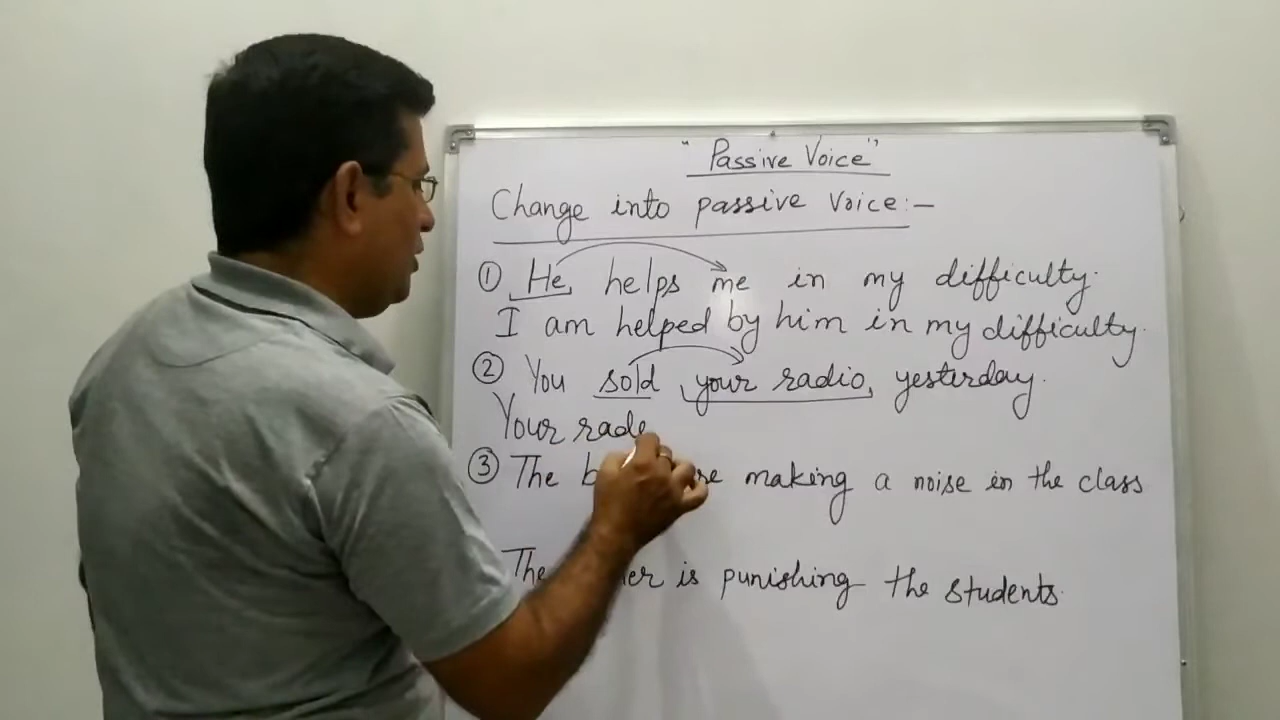 "Passive Voice"
Change into passive voice:-
① He helps me in my difficulty.
I am helped by him in my difficulty.
② You sold your radio, yesterday.
Your
③ The making a noise in the class
The is punishing the students.